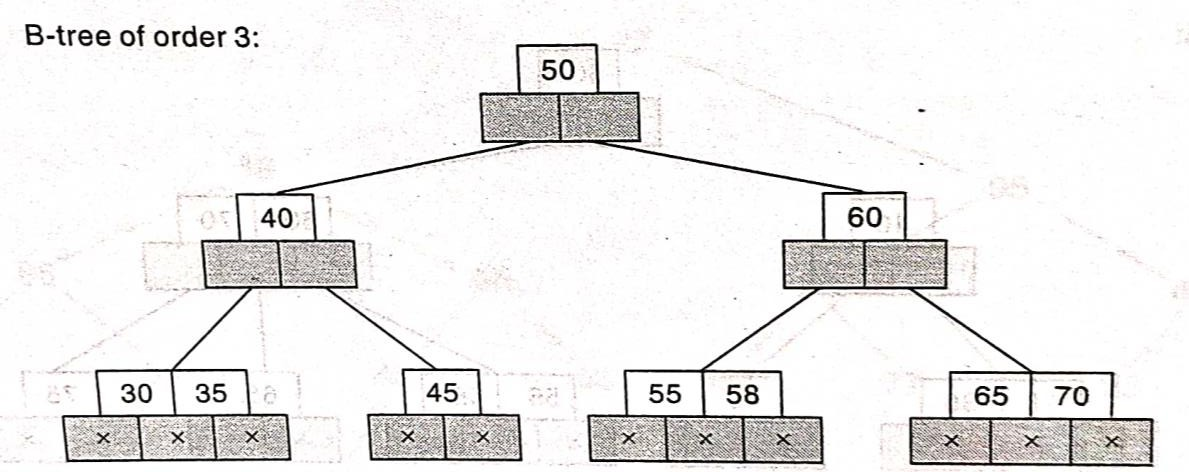 B-tree of order 3:
50
40 60
30 35 45 55 58 65 70
× × × × × × × × × × ×